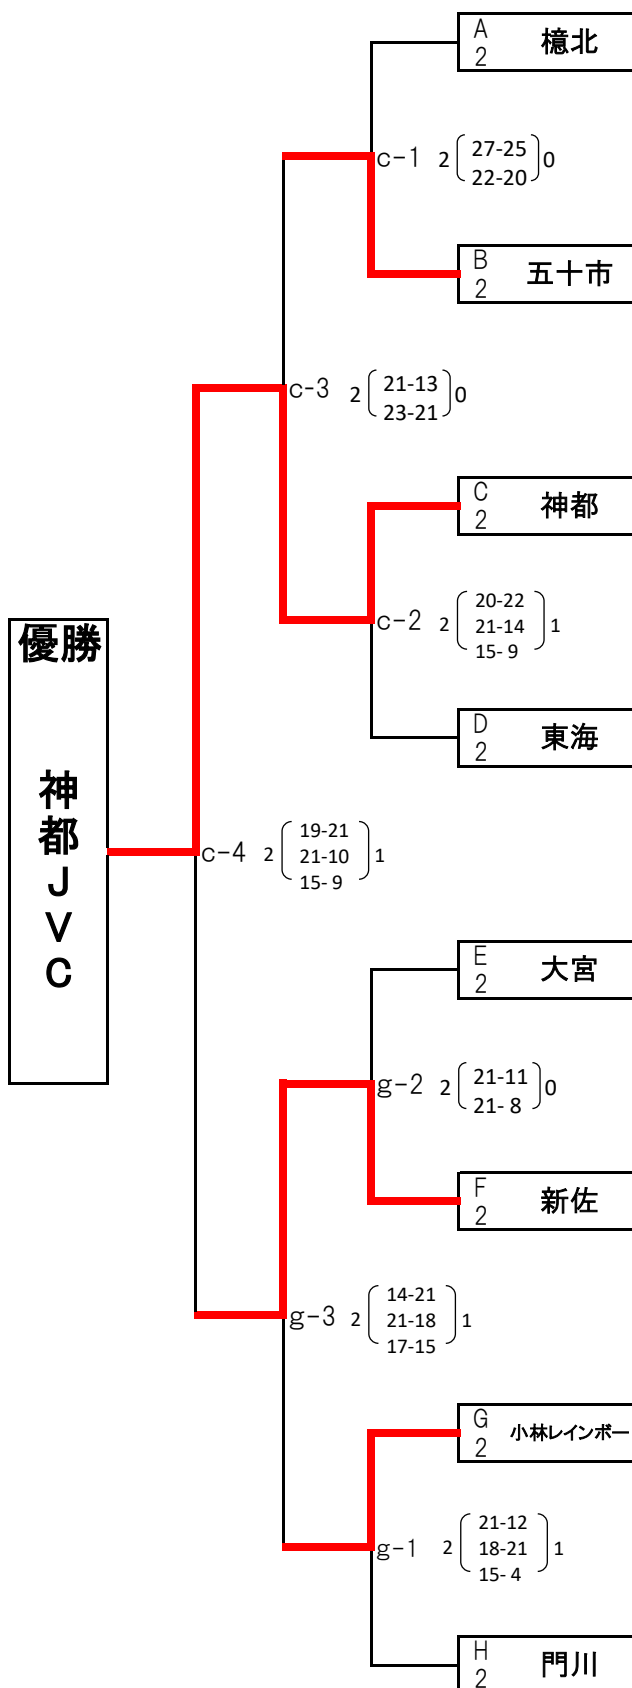 A
2
檍北
c-1 2 27-25 0
22-20
B
2
五十市
c-3 2 21-13 0
23-21
C
2
神都
c-2 2 20-22 1
21-14
15- 9
D
2
東海
優勝
神都JVC
c-4 2 19-21 1
21-10
15- 9
E
2
大宮
g-2 2 21-11 0
21- 8
F
2
新佐
g-3 2 14-21 1
21-18
17-15
G
2
小林レインボー
g-1 2 21-12 1
18-21
15- 4
H
2
門川